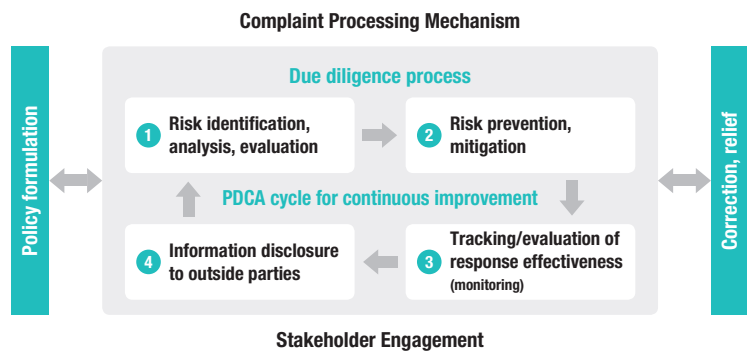 Complaint Processing Mechanism
Policy formulation
Due diligence process
1 Risk identification,
analysis, evaluation
2 Risk prevention,
mitigation
PDCA cycle for continuous improvement
4 Information disclosure
to outside parties
3 Tracking/evaluation of
response effectiveness
(monitoring)
Correction, relief
Stakeholder Engagement